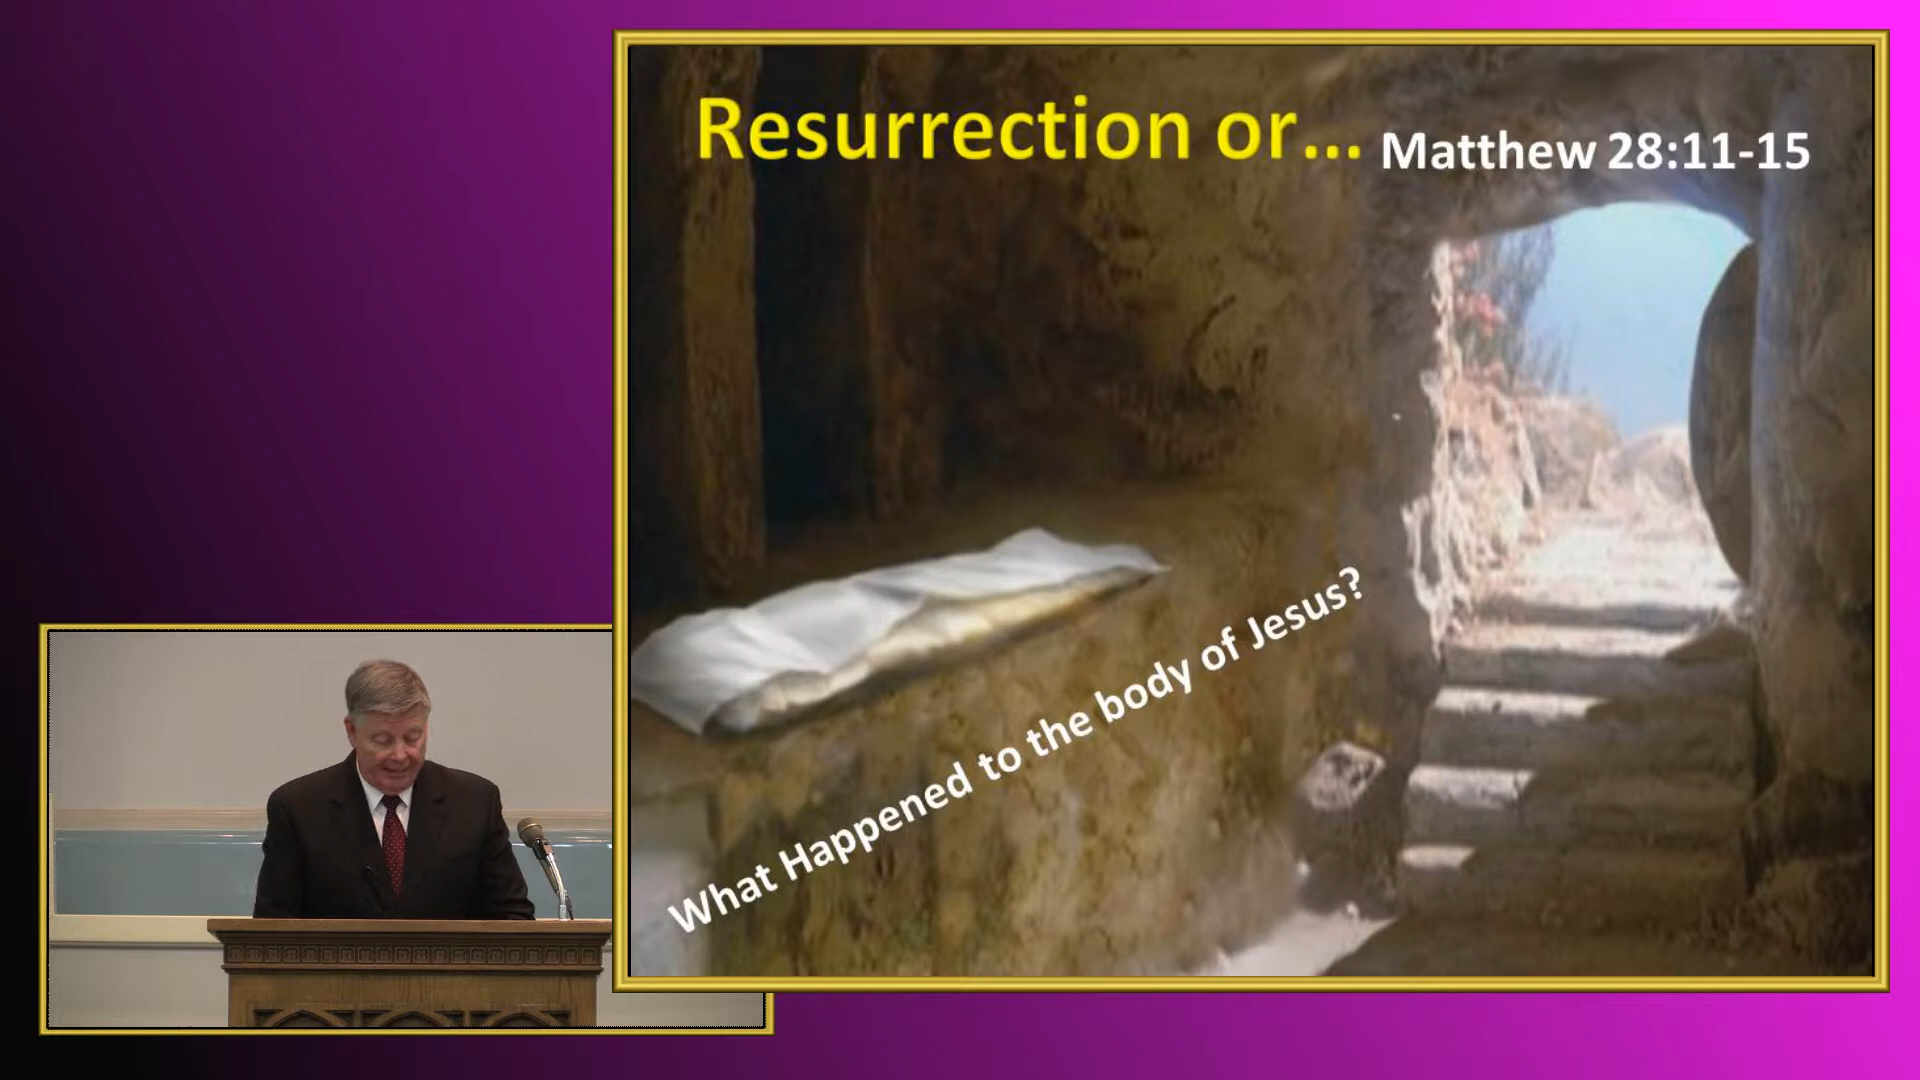 Resurrection or...
Matthew 28:11-15
What Happened to the body of Jesus?